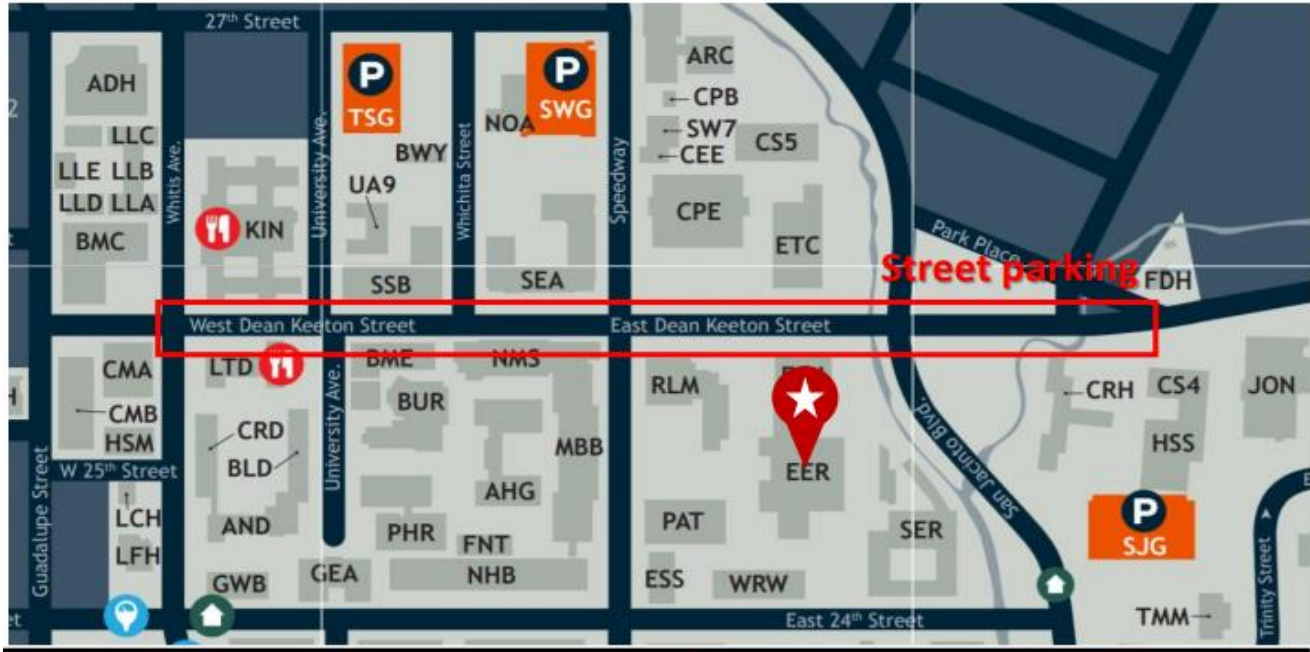 27th Street
ADH
P
TSG
P
SWG
ARC
CPB
NOA
SW7
CEE
CS5
LLC
LLE LLB
LLD LLA
BMC
Whitis Ave.
KIN
University Ave.
BWY
UA9
Whichita Street
Speedway
CPE
ETC
SSB
SEA
Park Place
Street parking
FDH
West Dean Keeton Street
East Dean Keeton Street
CMA
LTD
BME
NMS
RLM
CRH
CS4
JON
CMB
HSM
CRD
BLD
BUR
University Ave.
MBB
EER
HSS
San Jacinto Blvd.
W 25th Street
Guadalupe Street
LCH
LFH
AND
AHG
PHR
FNT
NHB
GEA
GWB
PAT
ESS
WRW
SER
P
SJG
TMM
Trinity Street
East 24th Street